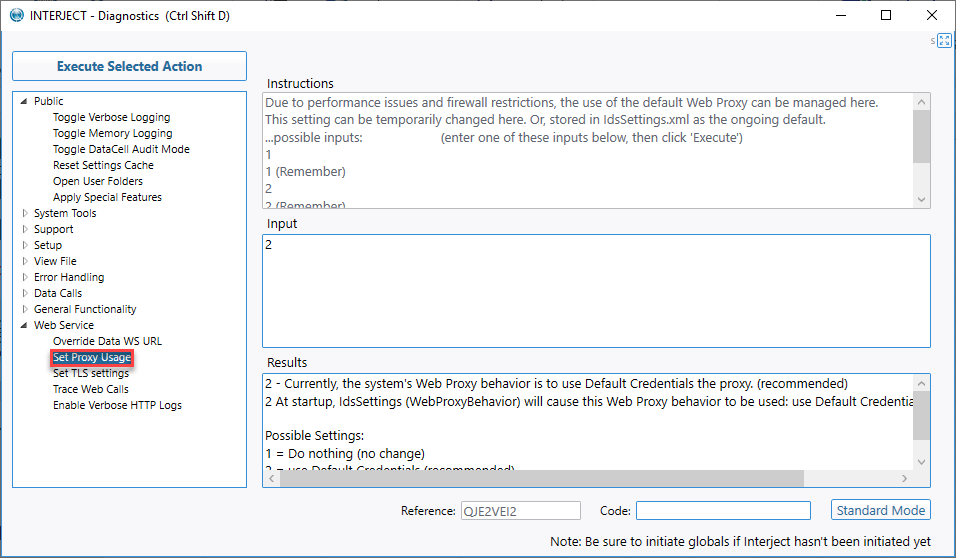 INTERJECT - Diagnostics (Ctrl Shift D)
s
Execute Selected Action
Public
Toggle Verbose Logging
Toggle Memory Logging
Toggle DataCell Audit Mode
Reset Settings Cache
Open User Folders
Apply Special Features
System Tools
Support
Setup
View File
Error Handling
Data Calls
General Functionality
Web Service
Override Data WS URL
Set Proxy Usage
Set TLS settings
Trace Web Calls
Enable Verbose HTTP Logs
Instructions
Due to performance issues and firewall restrictions, the use of the default Web Proxy can be managed here.
This setting can be temporarily changed here. Or, stored in IdsSettings.xml as the ongoing default.
...possible inputs: (enter one of these inputs below, then click 'Execute')
1
1 (Remember)
2
2 (Remember)
Input
2
Results
2 - Currently, the system's Web Proxy behavior is to use Default Credentials the proxy. (recommended)
2 At startup, IdsSettings (WebProxyBehavior) will cause this Web Proxy behavior to be used: use Default Credentia
Possible Settings:
1 = Do nothing (no change)
2 = use Default Credentials (recommended)
Reference: QJE2VEI2 Code: Standard Mode
Note: Be sure to initiate globals if Interject hasn't been initiated yet